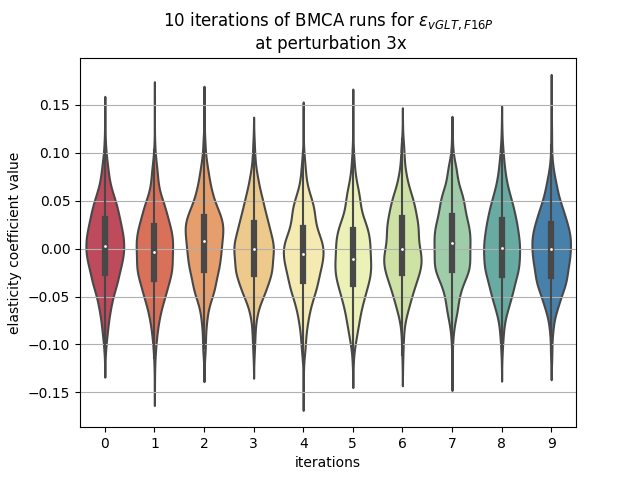 10 iterations of BMCA runs for ε_{vGLT, F16P}
at perturbation 3x
elasticity coefficient value
0.15
0.10
0.05
0.00
−0.05
−0.10
−0.15
0 1 2 3 4 5 6 7 8 9
iterations